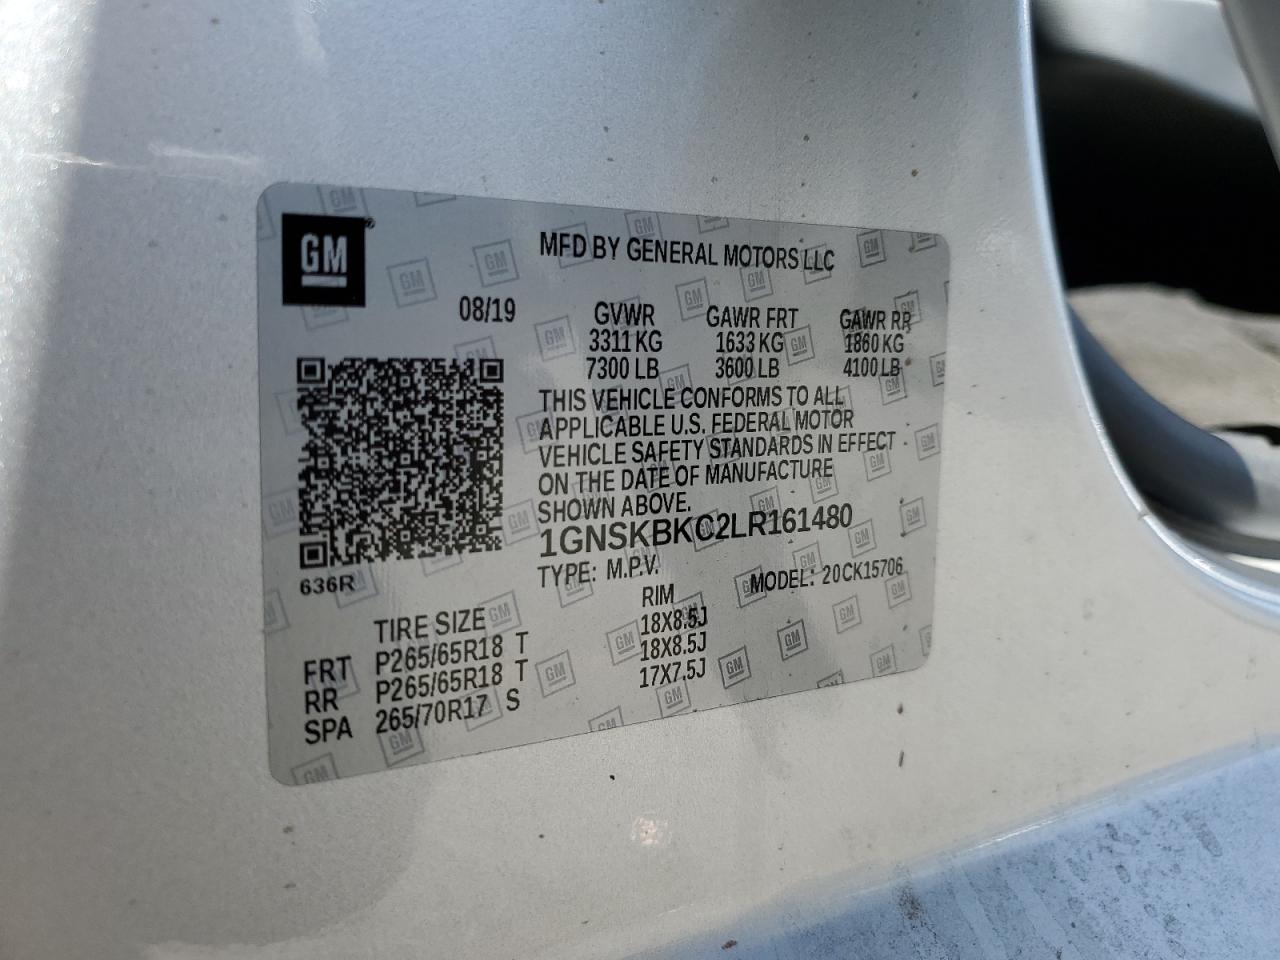 GM ®
MFD BY GENERAL MOTORS LLC
08/19
GVWR GAWR FRT GAWR RR
3311 KG 1633 KG 1860 KG
7300 LB 3600 LB 4100 LB
THIS VEHICLE CONFORMS TO ALL
APPLICABLE U.S. FEDERAL MOTOR
VEHICLE SAFETY STANDARDS IN EFFECT
ON THE DATE OF MANUFACTURE
SHOWN ABOVE.
1GNSKBKC2LR161480
TYPE: M.P.V. MODEL: 20CK15706
636R
TIRE SIZE RIM
FRT P265/65R18 T 18X8.5J
RR P265/65R18 T 18X8.5J
SPA 265/70R17 S 17X7.5J